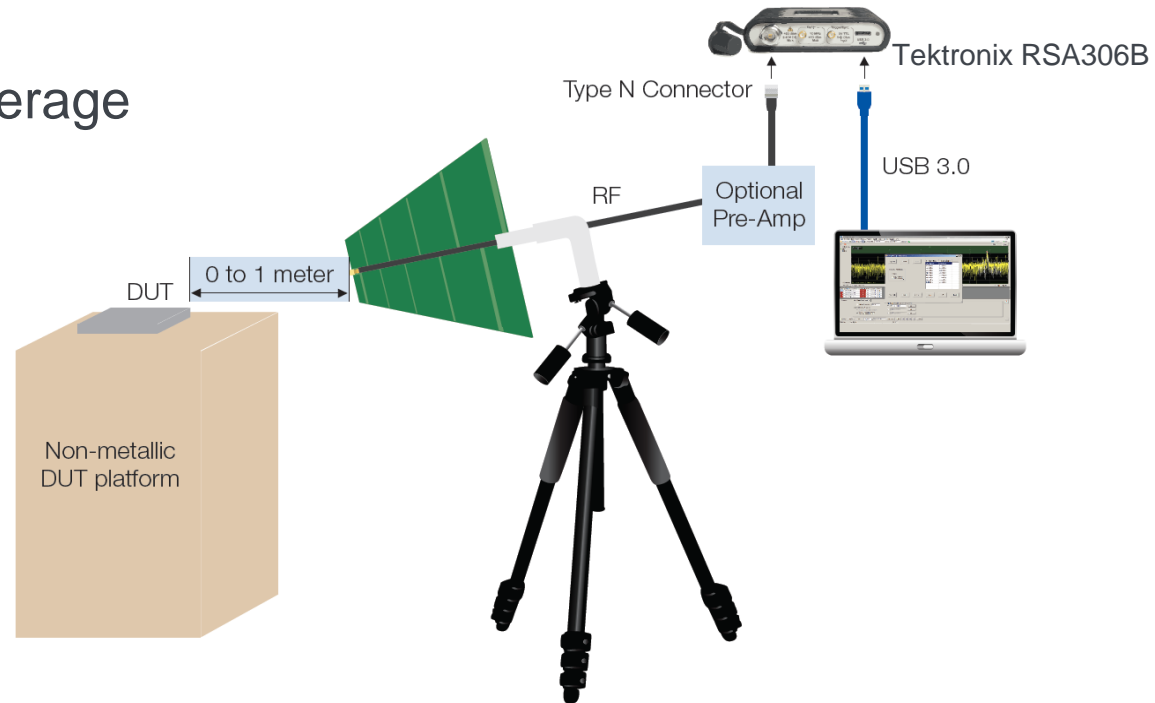 erage
Tektronix RSA306B
Type N Connector
USB 3.0
RF
Optional
Pre-Amp
0 to 1 meter
DUT
Non-metallic
DUT platform